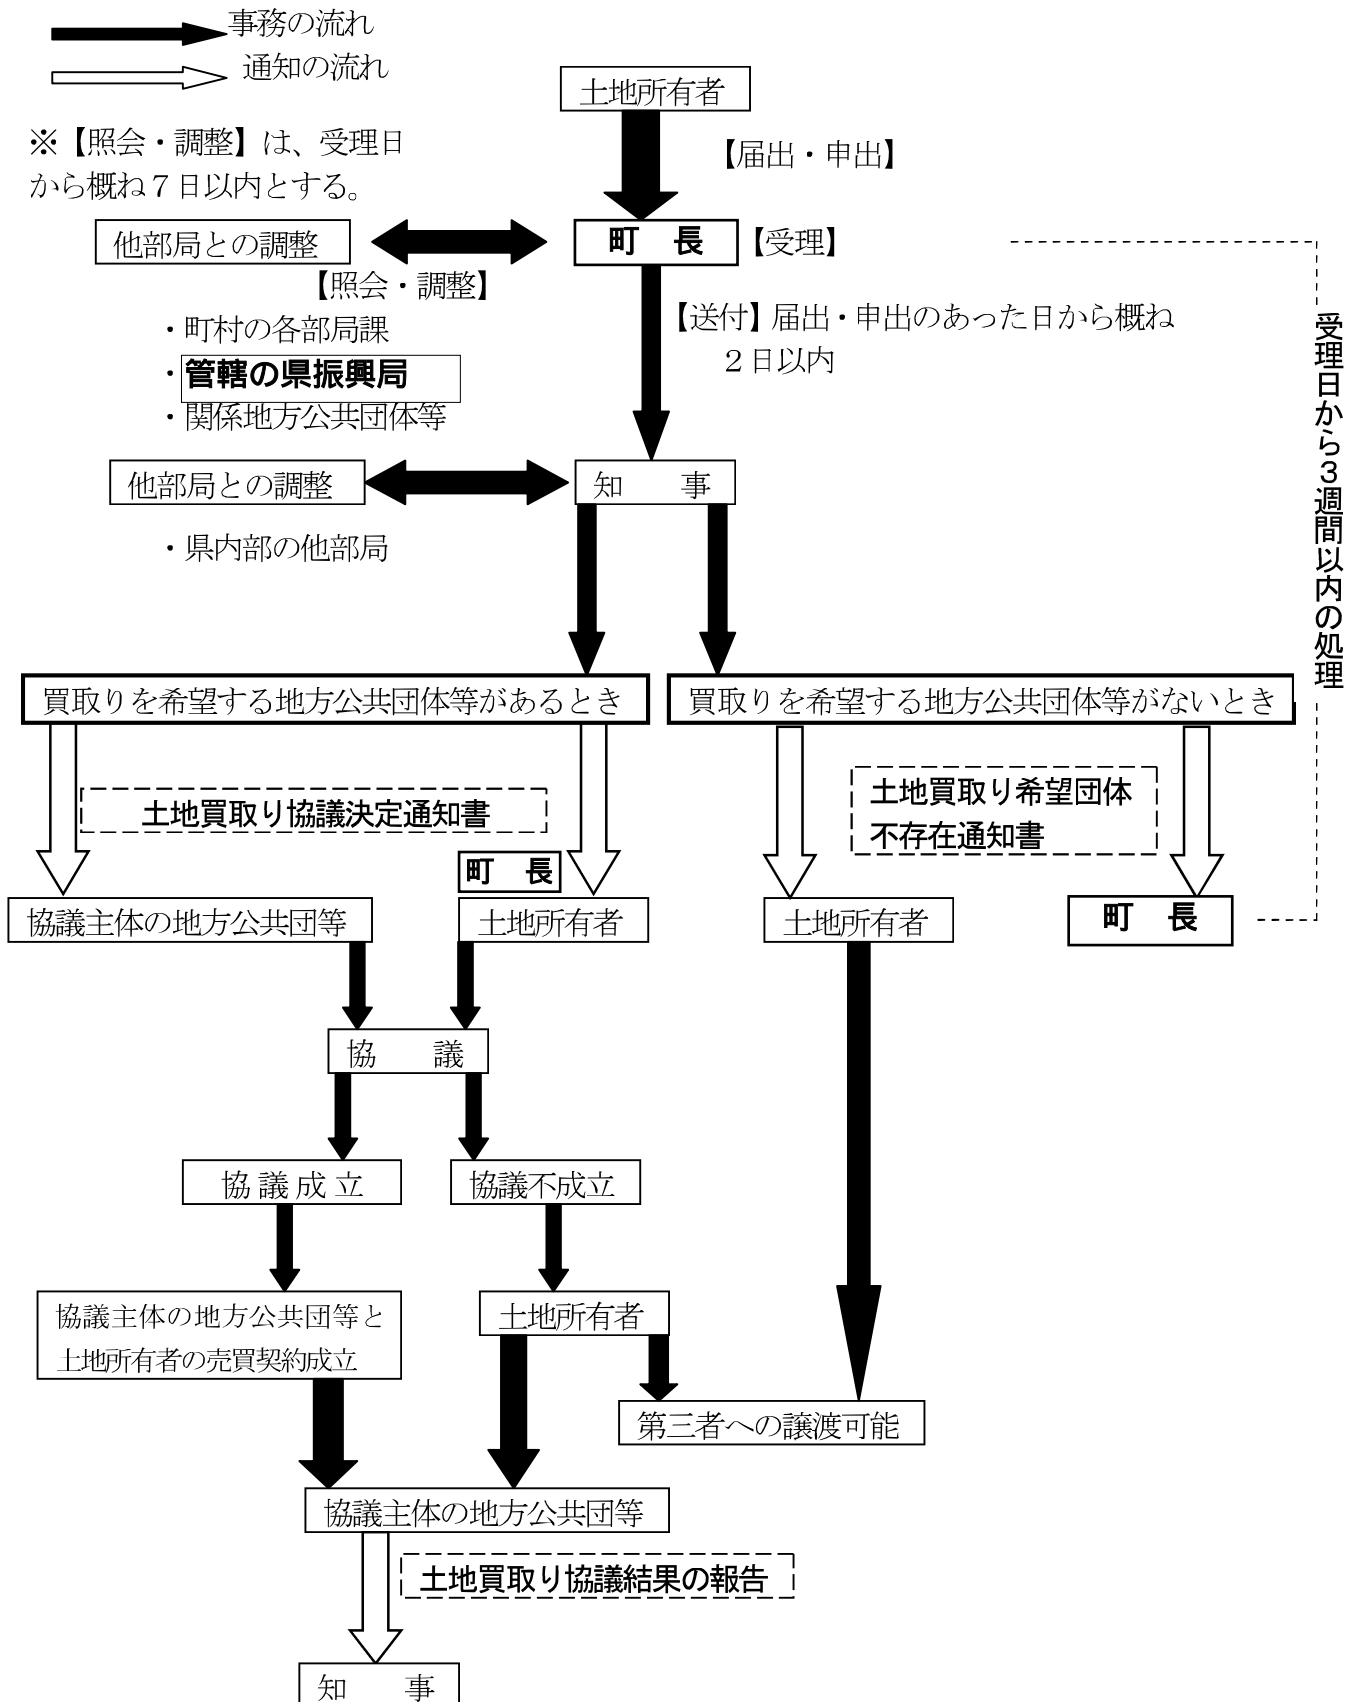 事務の流れ
通知の流れ
土地所有者
※【照会・調整】は、受理日
から概ね７日以内とする。
【届出・申出】
他部局との調整
町　長
【受理】
【照会・調整】
・町村の各部局課
・管轄の県振興局
・関係地方公共団体等
【送付】届出・申出のあった日から概ね
２日以内
受理日から３週間以内の処理
他部局との調整
知　　事
・県内部の他部局
買取りを希望する地方公共団体等があるとき
買取りを希望する地方公共団体等がないとき
土地買取り協議決定通知書
土地買取り希望団体
不存在通知書
町　長
協議主体の地方公共団等
土地所有者
土地所有者
町　長
協　　議
協 議 成 立
協議不成立
協議主体の地方公共団等と
土地所有者の売買契約成立
土地所有者
第三者への譲渡可能
協議主体の地方公共団等
土地買取り協議結果の報告
知　　事